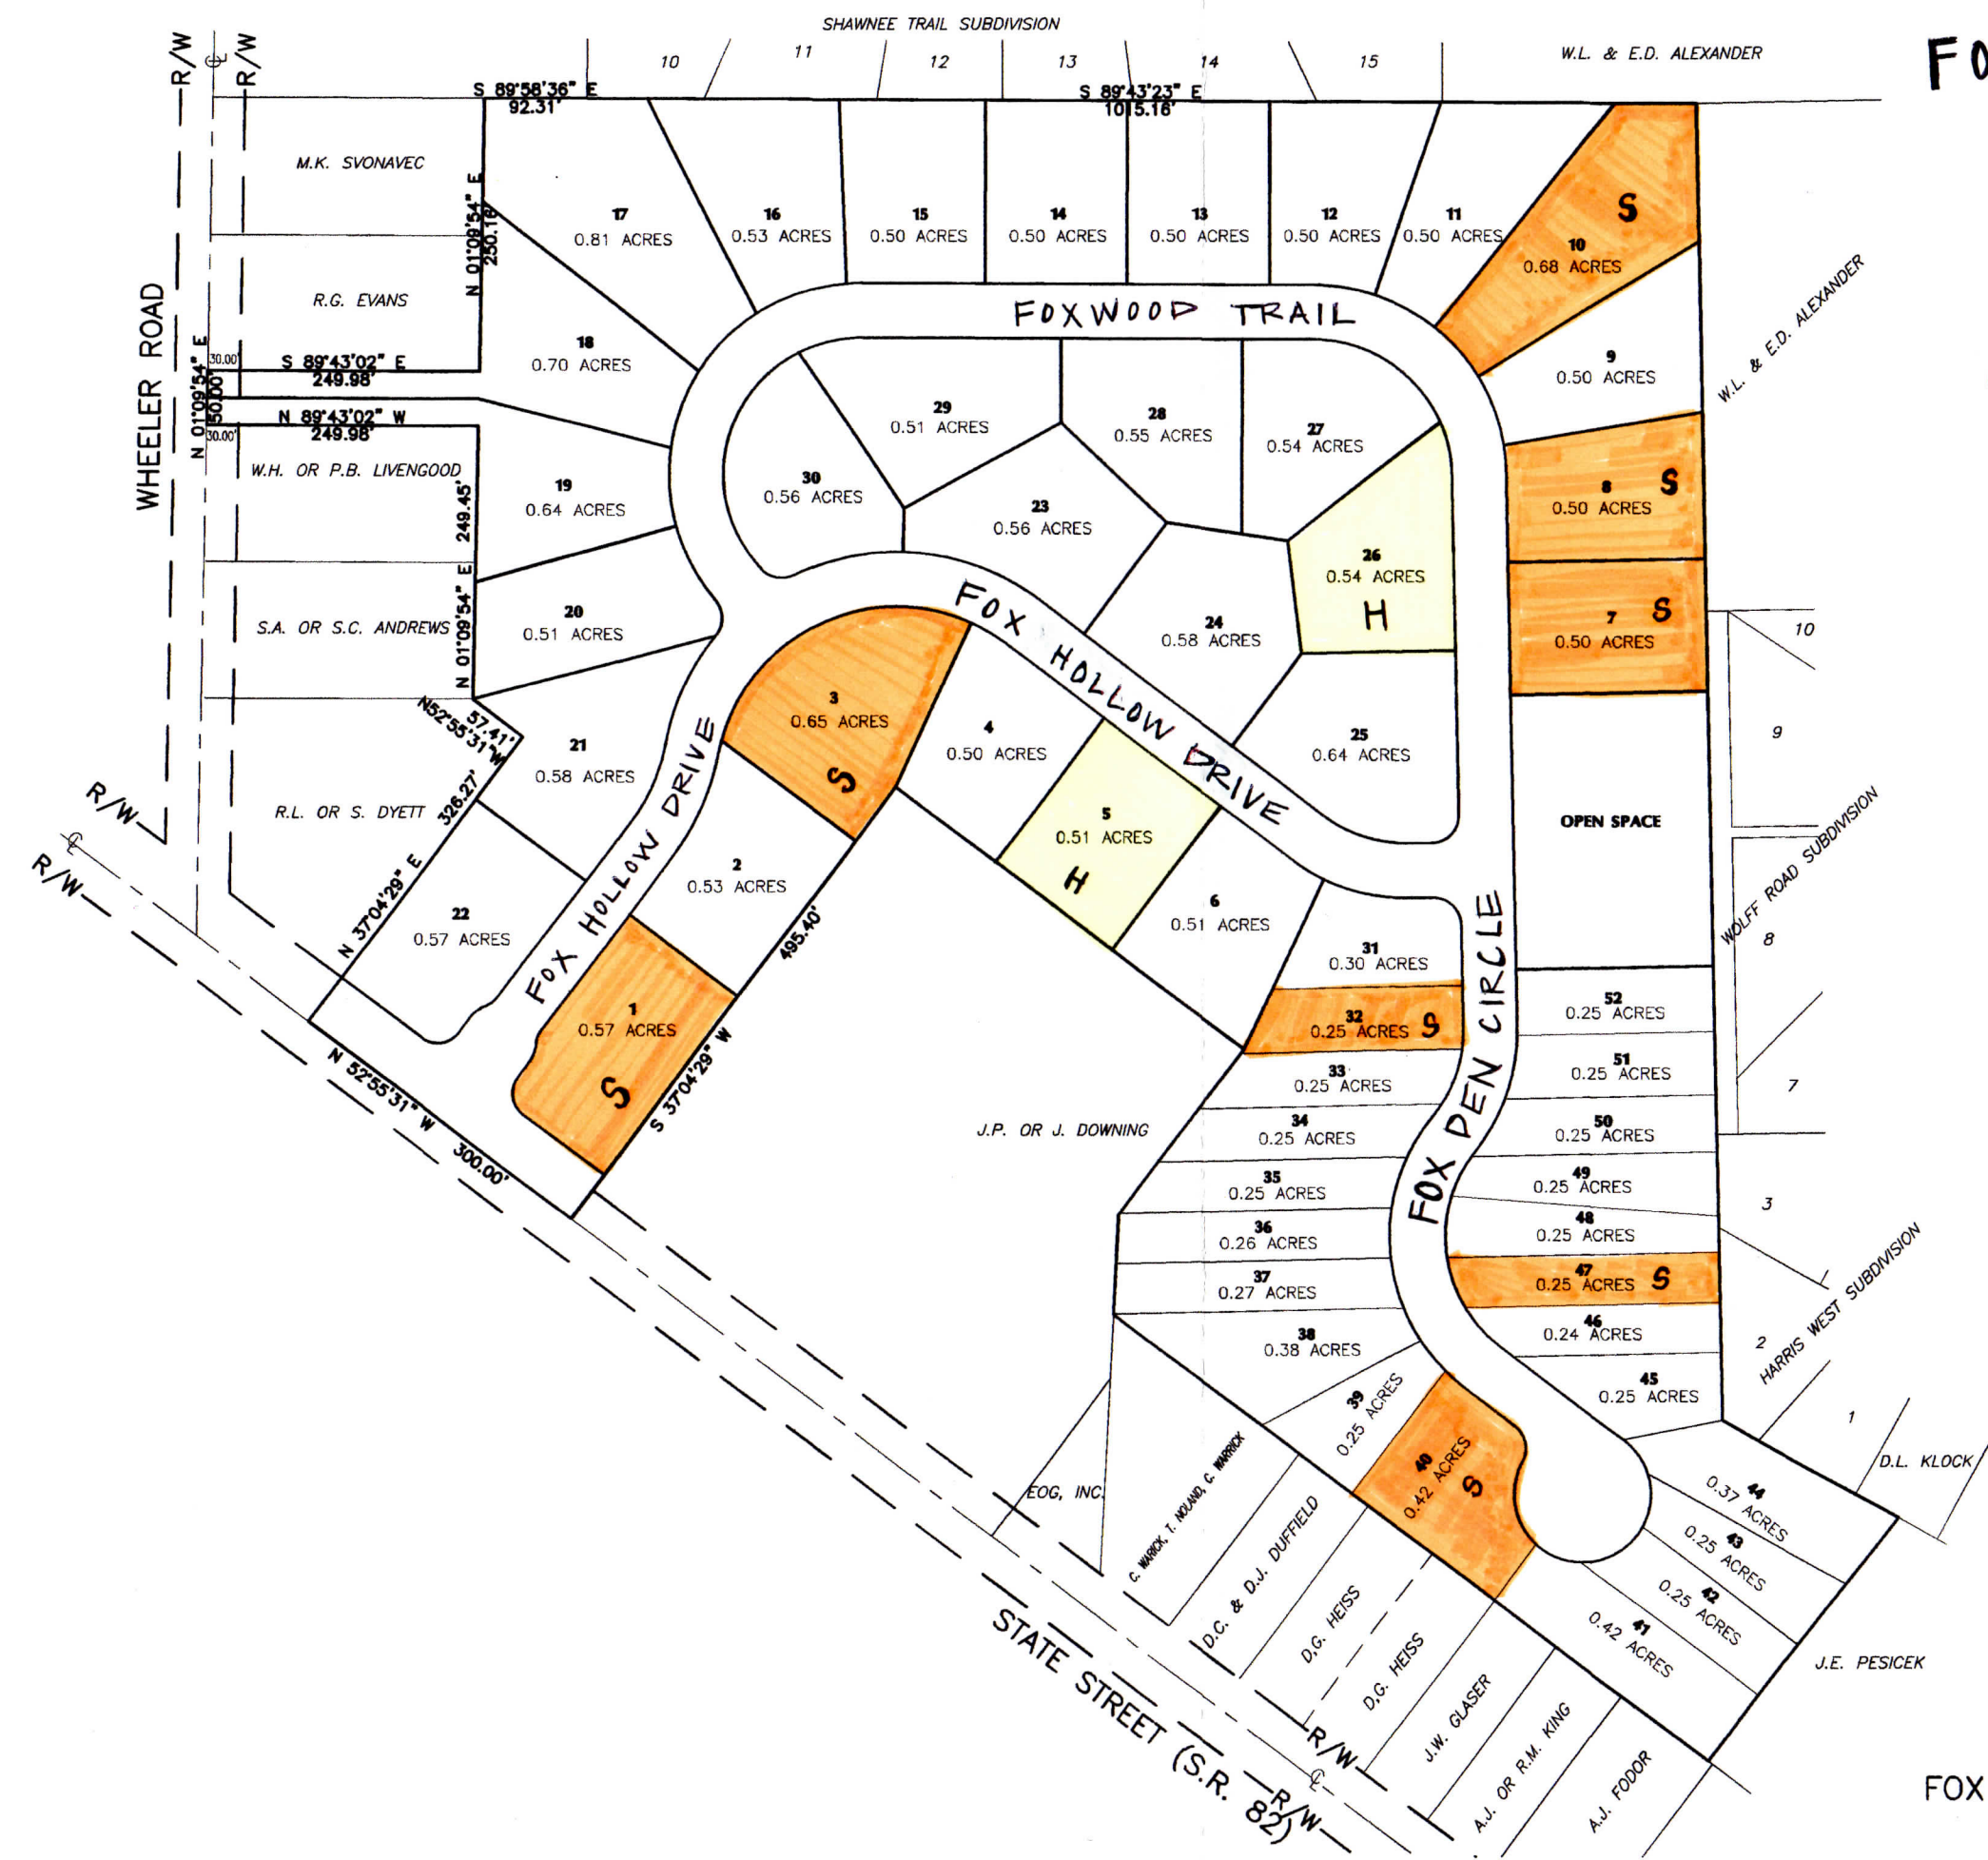 SHAWNEE TRAIL SUBDIVISION
10
11
12
13
14
15
W.L. & E.D. ALEXANDER
FO
R/W
R/W
S 89°58'36" E
92.31'
S 89°43'23" E
1015.16'
M.K. SVONAVEC
N 01°09'54" E
250.16'
R.G. EVANS
WHEELER ROAD
N 01°09'54" E
50.00'
30.00'
S 89°43'02" E
249.98'
N 89°43'02" W
249.98'
30.00'
W.H. OR P.B. LIVENGOOD
249.45'
N 01°09'54" E
S.A. OR S.C. ANDREWS
N52°55'31" W
57.41'
R.L. OR S. DYETT
326.27'
N 37°04'29" E
R/W
R/W
17
0.81 ACRES
16
0.53 ACRES
15
0.50 ACRES
14
0.50 ACRES
13
0.50 ACRES
12
0.50 ACRES
11
0.50 ACRES
10
0.68 ACRES
S
FOXWOOD TRAIL
18
0.70 ACRES
9
0.50 ACRES
W.L. & E.D. ALEXANDER
29
0.51 ACRES
28
0.55 ACRES
27
0.54 ACRES
30
0.56 ACRES
23
0.56 ACRES
19
0.64 ACRES
8
0.50 ACRES
S
26
0.54 ACRES
H
7
0.50 ACRES
S
20
0.51 ACRES
24
0.58 ACRES
FOX HOLLOW DRIVE
3
0.65 ACRES
S
4
0.50 ACRES
25
0.64 ACRES
21
0.58 ACRES
5
0.51 ACRES
H
OPEN SPACE
10
9
WOLFF ROAD SUBDIVISION
8
7
2
0.53 ACRES
FOX HOLLOW DRIVE
22
0.57 ACRES
495.40'
6
0.51 ACRES
1
0.57 ACRES
S
S 37°04'29" W
N 52°55'31" W
300.00'
31
0.30 ACRES
32
0.25 ACRES
S
33
0.25 ACRES
34
0.25 ACRES
35
0.25 ACRES
36
0.26 ACRES
37
0.27 ACRES
38
0.38 ACRES
39
0.25 ACRES
40
0.42 ACRES
S
FOX DEN CIRCLE
52
0.25 ACRES
51
0.25 ACRES
50
0.25 ACRES
49
0.25 ACRES
48
0.25 ACRES
47
0.25 ACRES
S
46
0.24 ACRES
45
0.25 ACRES
44
0.37 ACRES
43
0.25 ACRES
42
0.25 ACRES
41
0.42 ACRES
3
2
HARRIS WEST SUBDIVISION
1
D.L. KLOCK
J.E. PESICEK
J.P. OR J. DOWNING
EOG, INC.
C. WARICK, T. NOLAND, C. WARRICK
D.C. & D.J. DUFFIELD
D,G. HEISS
D,G. HEISS
J.W. GLASER
A.J. OR R.M. KING
A.J. FODOR
STATE STREET (S.R. 82)
R/W
R/W
FOX